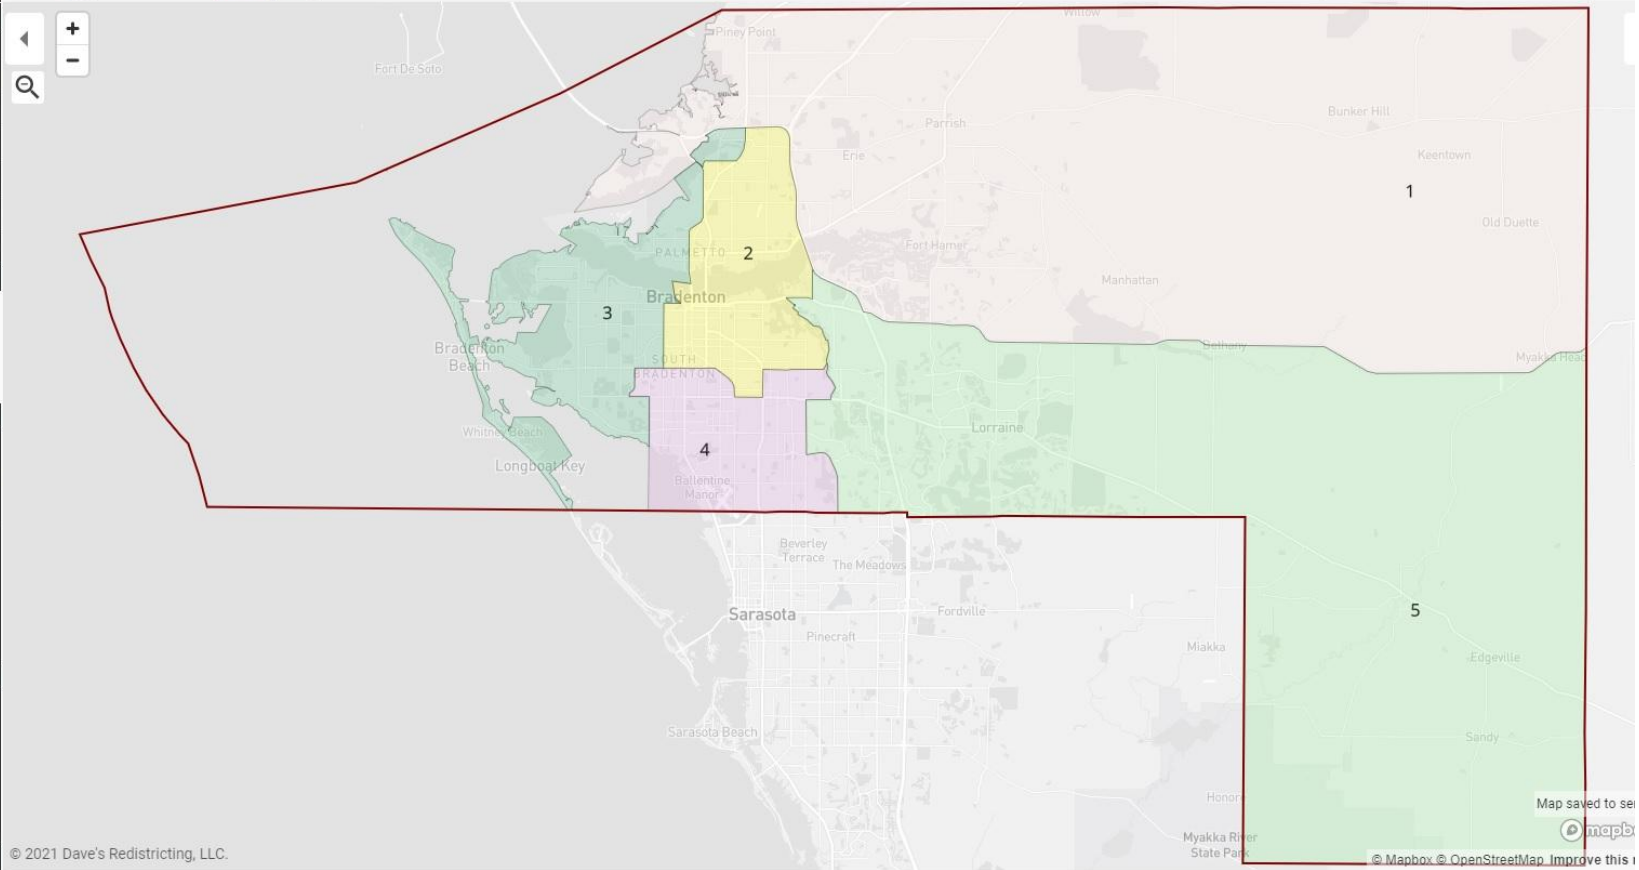 +
−
Willow
Piney Point
Fort De Soto
Bunker Hill
Parrish
Erie
Keentown
1
Old Duette
Fort Hamer
PALMETTO
2
Manhattan
Bradenton
3
Bradenton
Beach
SOUTH
BRADENTON
Bethany
Myakka Head
Whitney Beach
Lorraine
4
Longboat Key
Ballentine
Manor
Beverley
Terrace
The Meadows
Sarasota
Fordville
5
Pinecraft
Miakka
Edgeville
Sarasota Beach
Sandy
Honore
Map saved to se
Myakka River
State Park
mapb
© 2021 Dave's Redistricting, LLC.
© Mapbox © OpenStreetMap Improve this